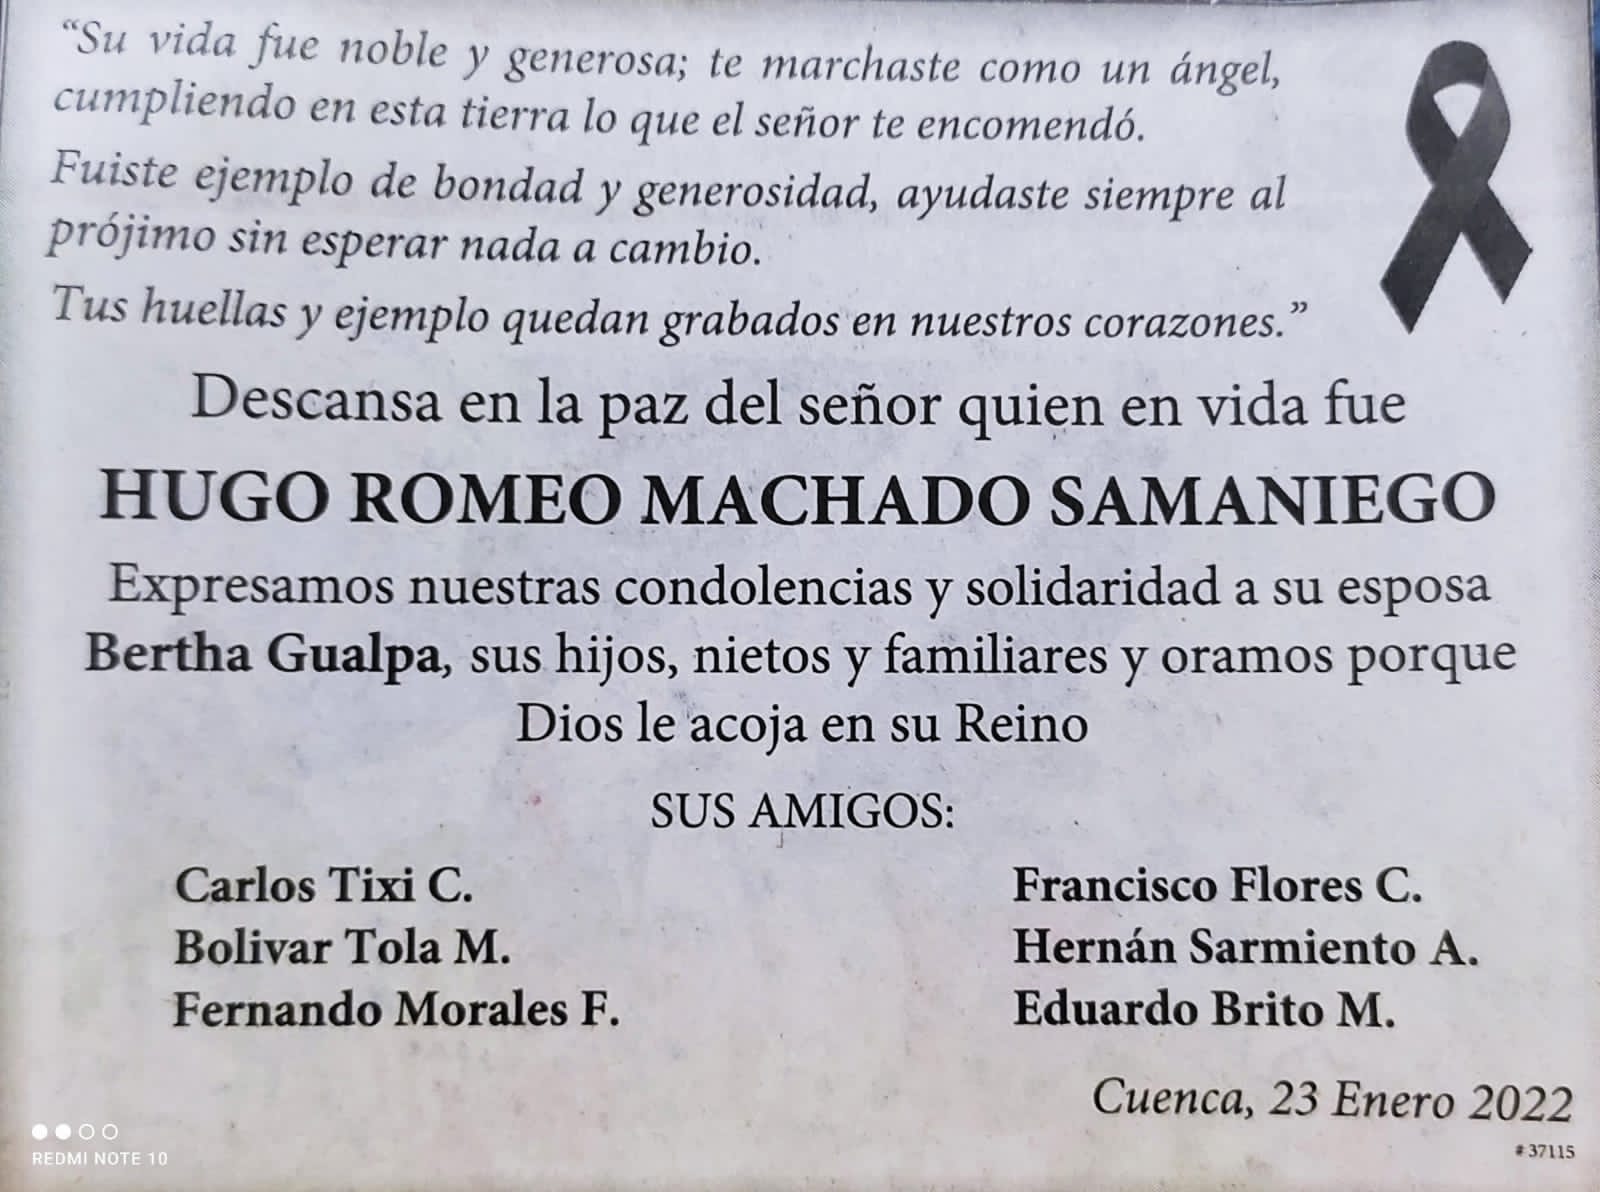 “Su vida fue noble y generosa; te marchaste como un ángel,
cumpliendo en esta tierra lo que el señor te encomendó.
Fuiste ejemplo de bondad y generosidad, ayudaste siempre al
prójimo sin esperar nada a cambio.
Tus huellas y ejemplo quedan grabados en nuestros corazones.”
Descansa en la paz del señor quien en vida fue
HUGO ROMEO MACHADO SAMANIEGO
Expresamos nuestras condolencias y solidaridad a su esposa
Bertha Gualpa, sus hijos, nietos y familiares y oramos porque
Dios le acoja en su Reino
SUS AMIGOS:
Carlos Tixi C.
Bolivar Tola M.
Fernando Morales F.
Francisco Flores C.
Hernán Sarmiento A.
Eduardo Brito M.
Cuenca, 23 Enero 2022
# 37115
REDMI NOTE 10